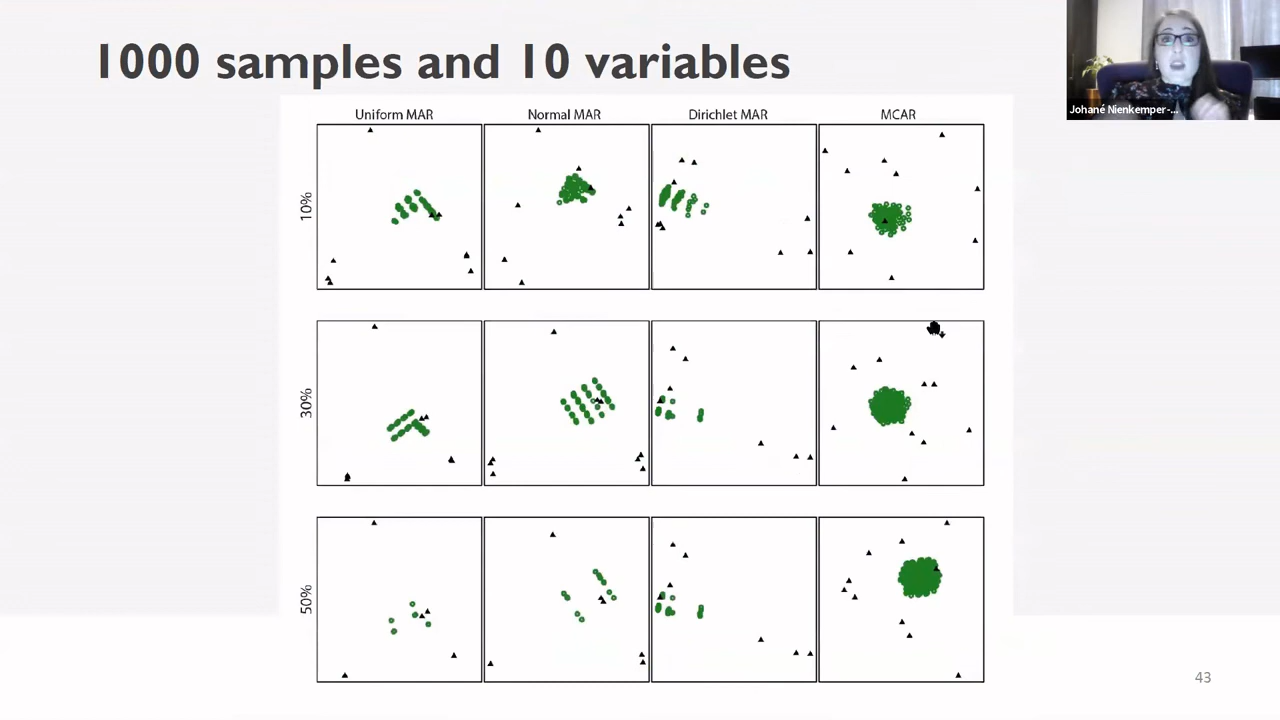 1000 samples and 10 variables
Johané Nienkemper-...
Uniform MAR
Normal MAR
Dirichlet MAR
MCAR
10%
30%
50%
43